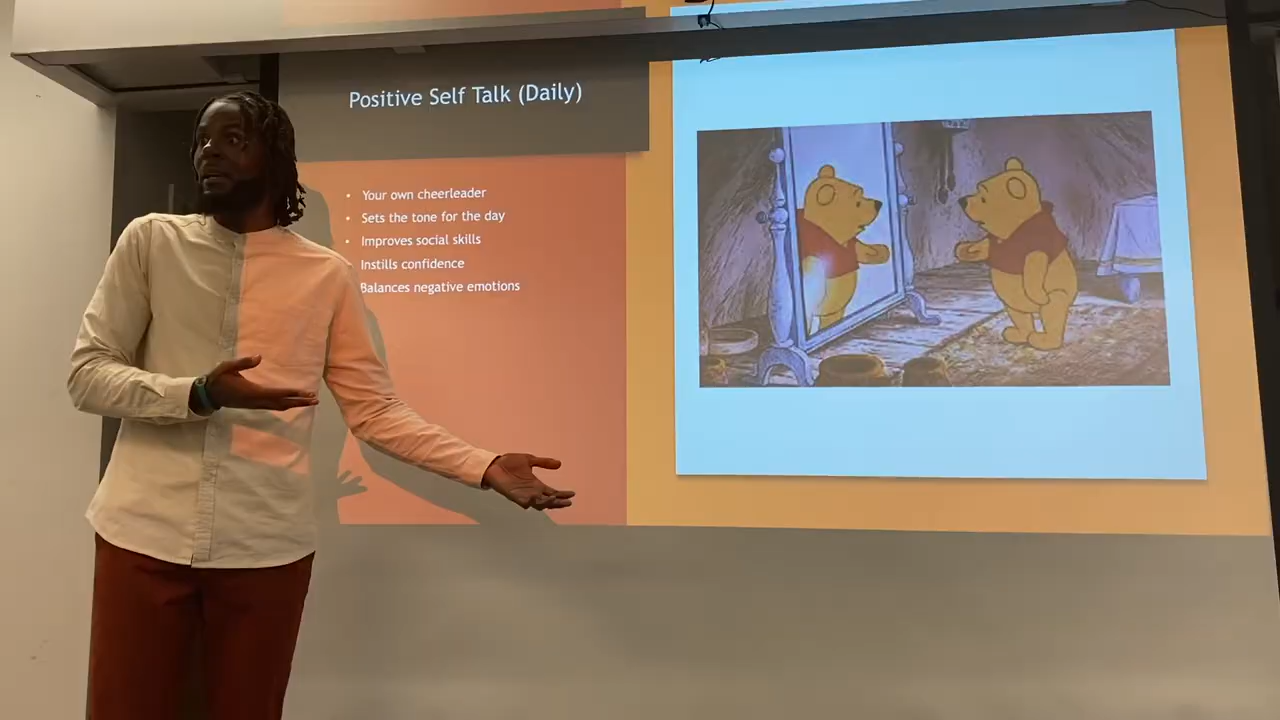 Positive Self Talk (Daily)
• Your own cheerleader
• Sets the tone for the day
• Improves social skills
• Instills confidence
Balances negative emotions